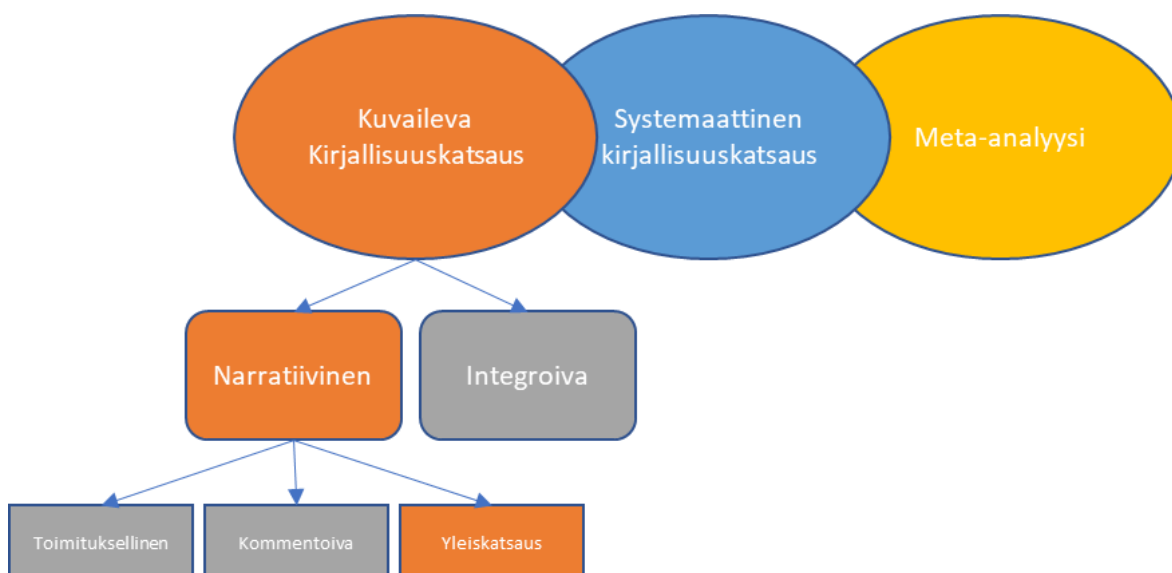 Kuvaileva
Kirjallisuuskatsaus
Systemaattinen
kirjallisuuskatsaus
Meta-analyysi
Narratiivinen
Integroiva
Toimituksellinen
Kommentoiva
Yleiskatsaus